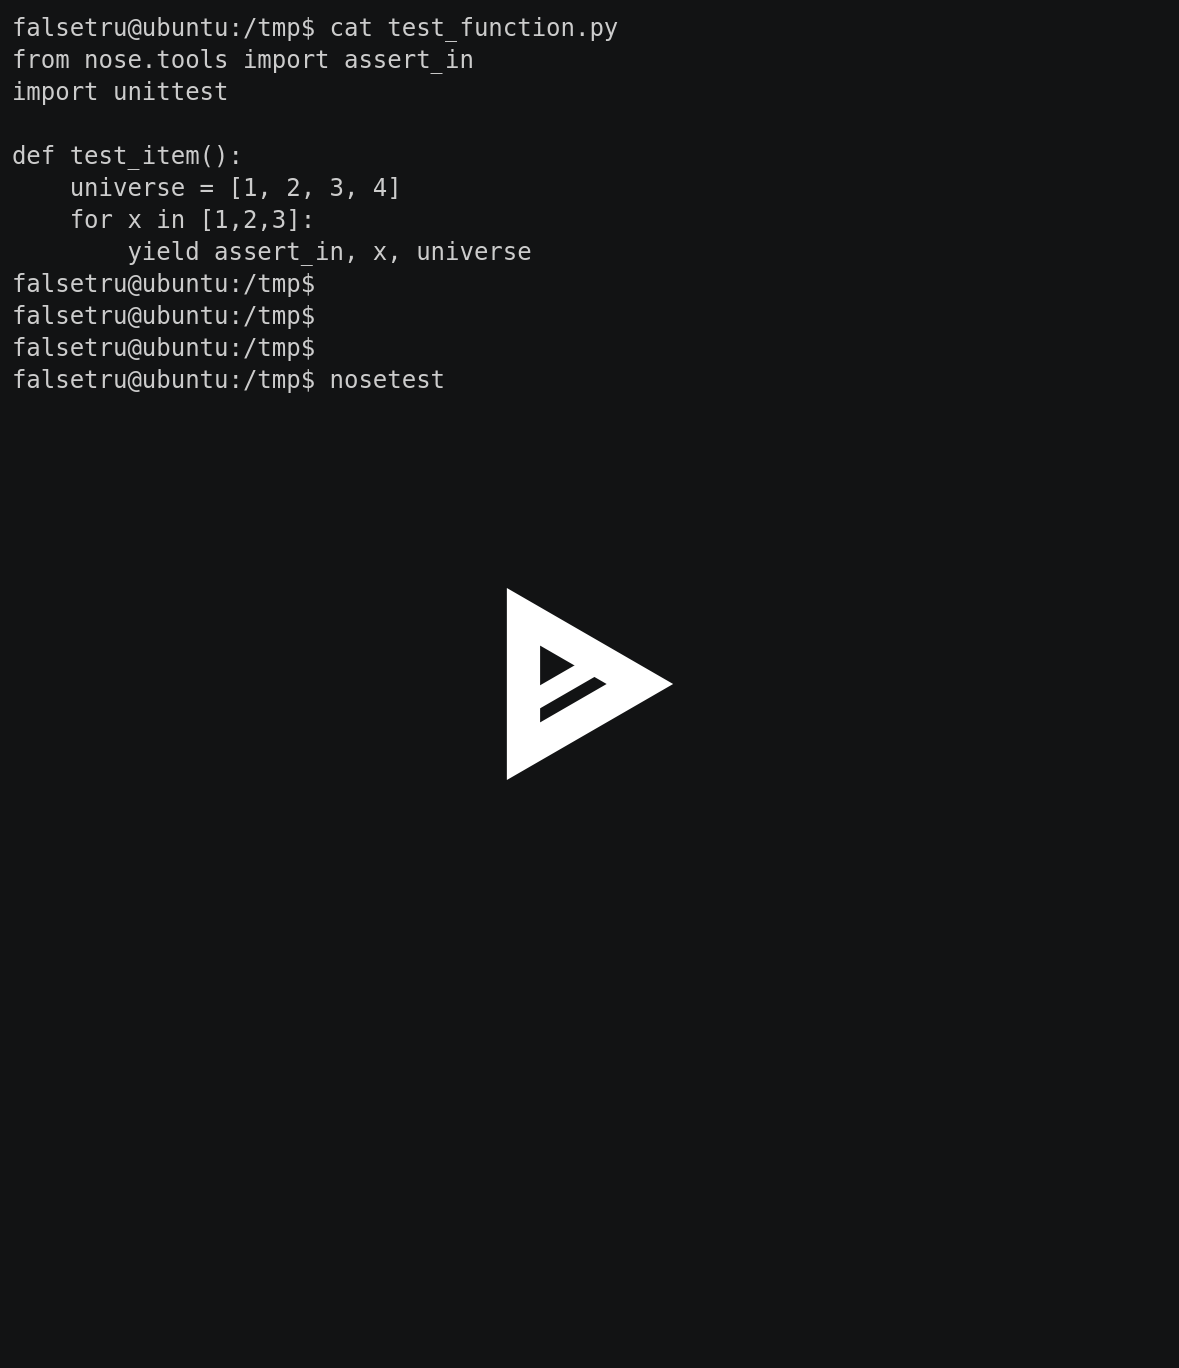 falsetru@ubuntu:/tmp$ cat test_function.py
from nose.tools import assert_in
import unittest

def test_item():
    universe = [1, 2, 3, 4]
    for x in [1,2,3]:
        yield assert_in, x, universe
falsetru@ubuntu:/tmp$
falsetru@ubuntu:/tmp$
falsetru@ubuntu:/tmp$
falsetru@ubuntu:/tmp$ nosetest